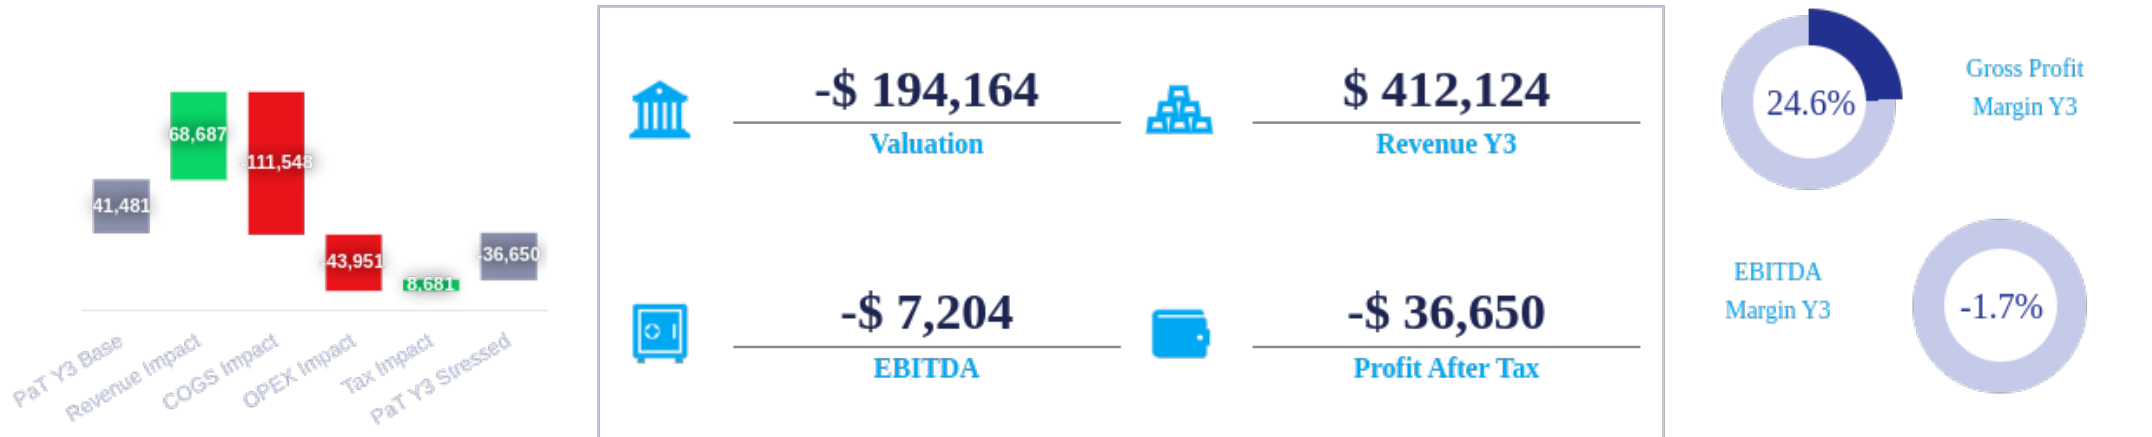 41,481
68,687
-111,548
-43,951
8,681
-36,650
PaT Y3 Base
Revenue Impact
COGS Impact
OPEX Impact
Tax Impact
PaT Y3 Stressed
-$ 194,164
Valuation
$ 412,124
Revenue Y3
-$ 7,204
EBITDA
-$ 36,650
Profit After Tax
24.6%
Gross Profit
Margin Y3
EBITDA
Margin Y3
-1.7%